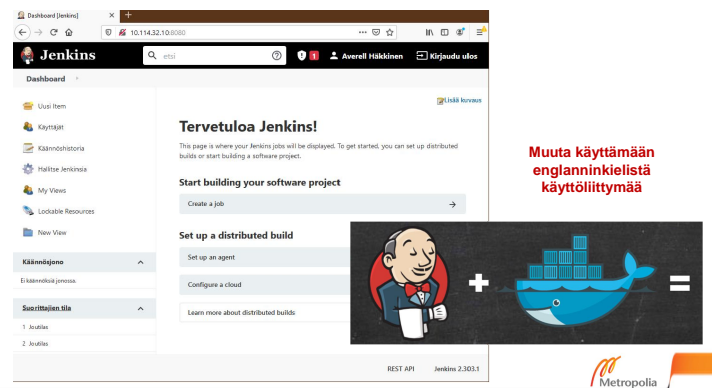 Dashboard [Jenkins]
10.114.32.10:8080
Jenkins
etsi
1
Averell Häkkinen
Kirjaudu ulos
Dashboard
Lisää kuvaus
Uusi Item
Käyttäjät
Käännöshistoria
Hallitse Jenkinsia
My Views
Lockable Resources
New View
Käännösjono
Ei käännöksiä jonossa.
Suorittajien tila
1 Joutilas
2 Joutilas
Tervetuloa Jenkins!
This page is where your Jenkins jobs will be displayed. To get started, you can set up distributed
builds or start building a software project.
Start building your software project
Create a job
Set up a distributed build
Set up an agent
Configure a cloud
Learn more about distributed builds
REST API
Jenkins 2.303.1
Muuta käyttämään
englanninkielistä
käyttöliittymää
+
=
Metropolia